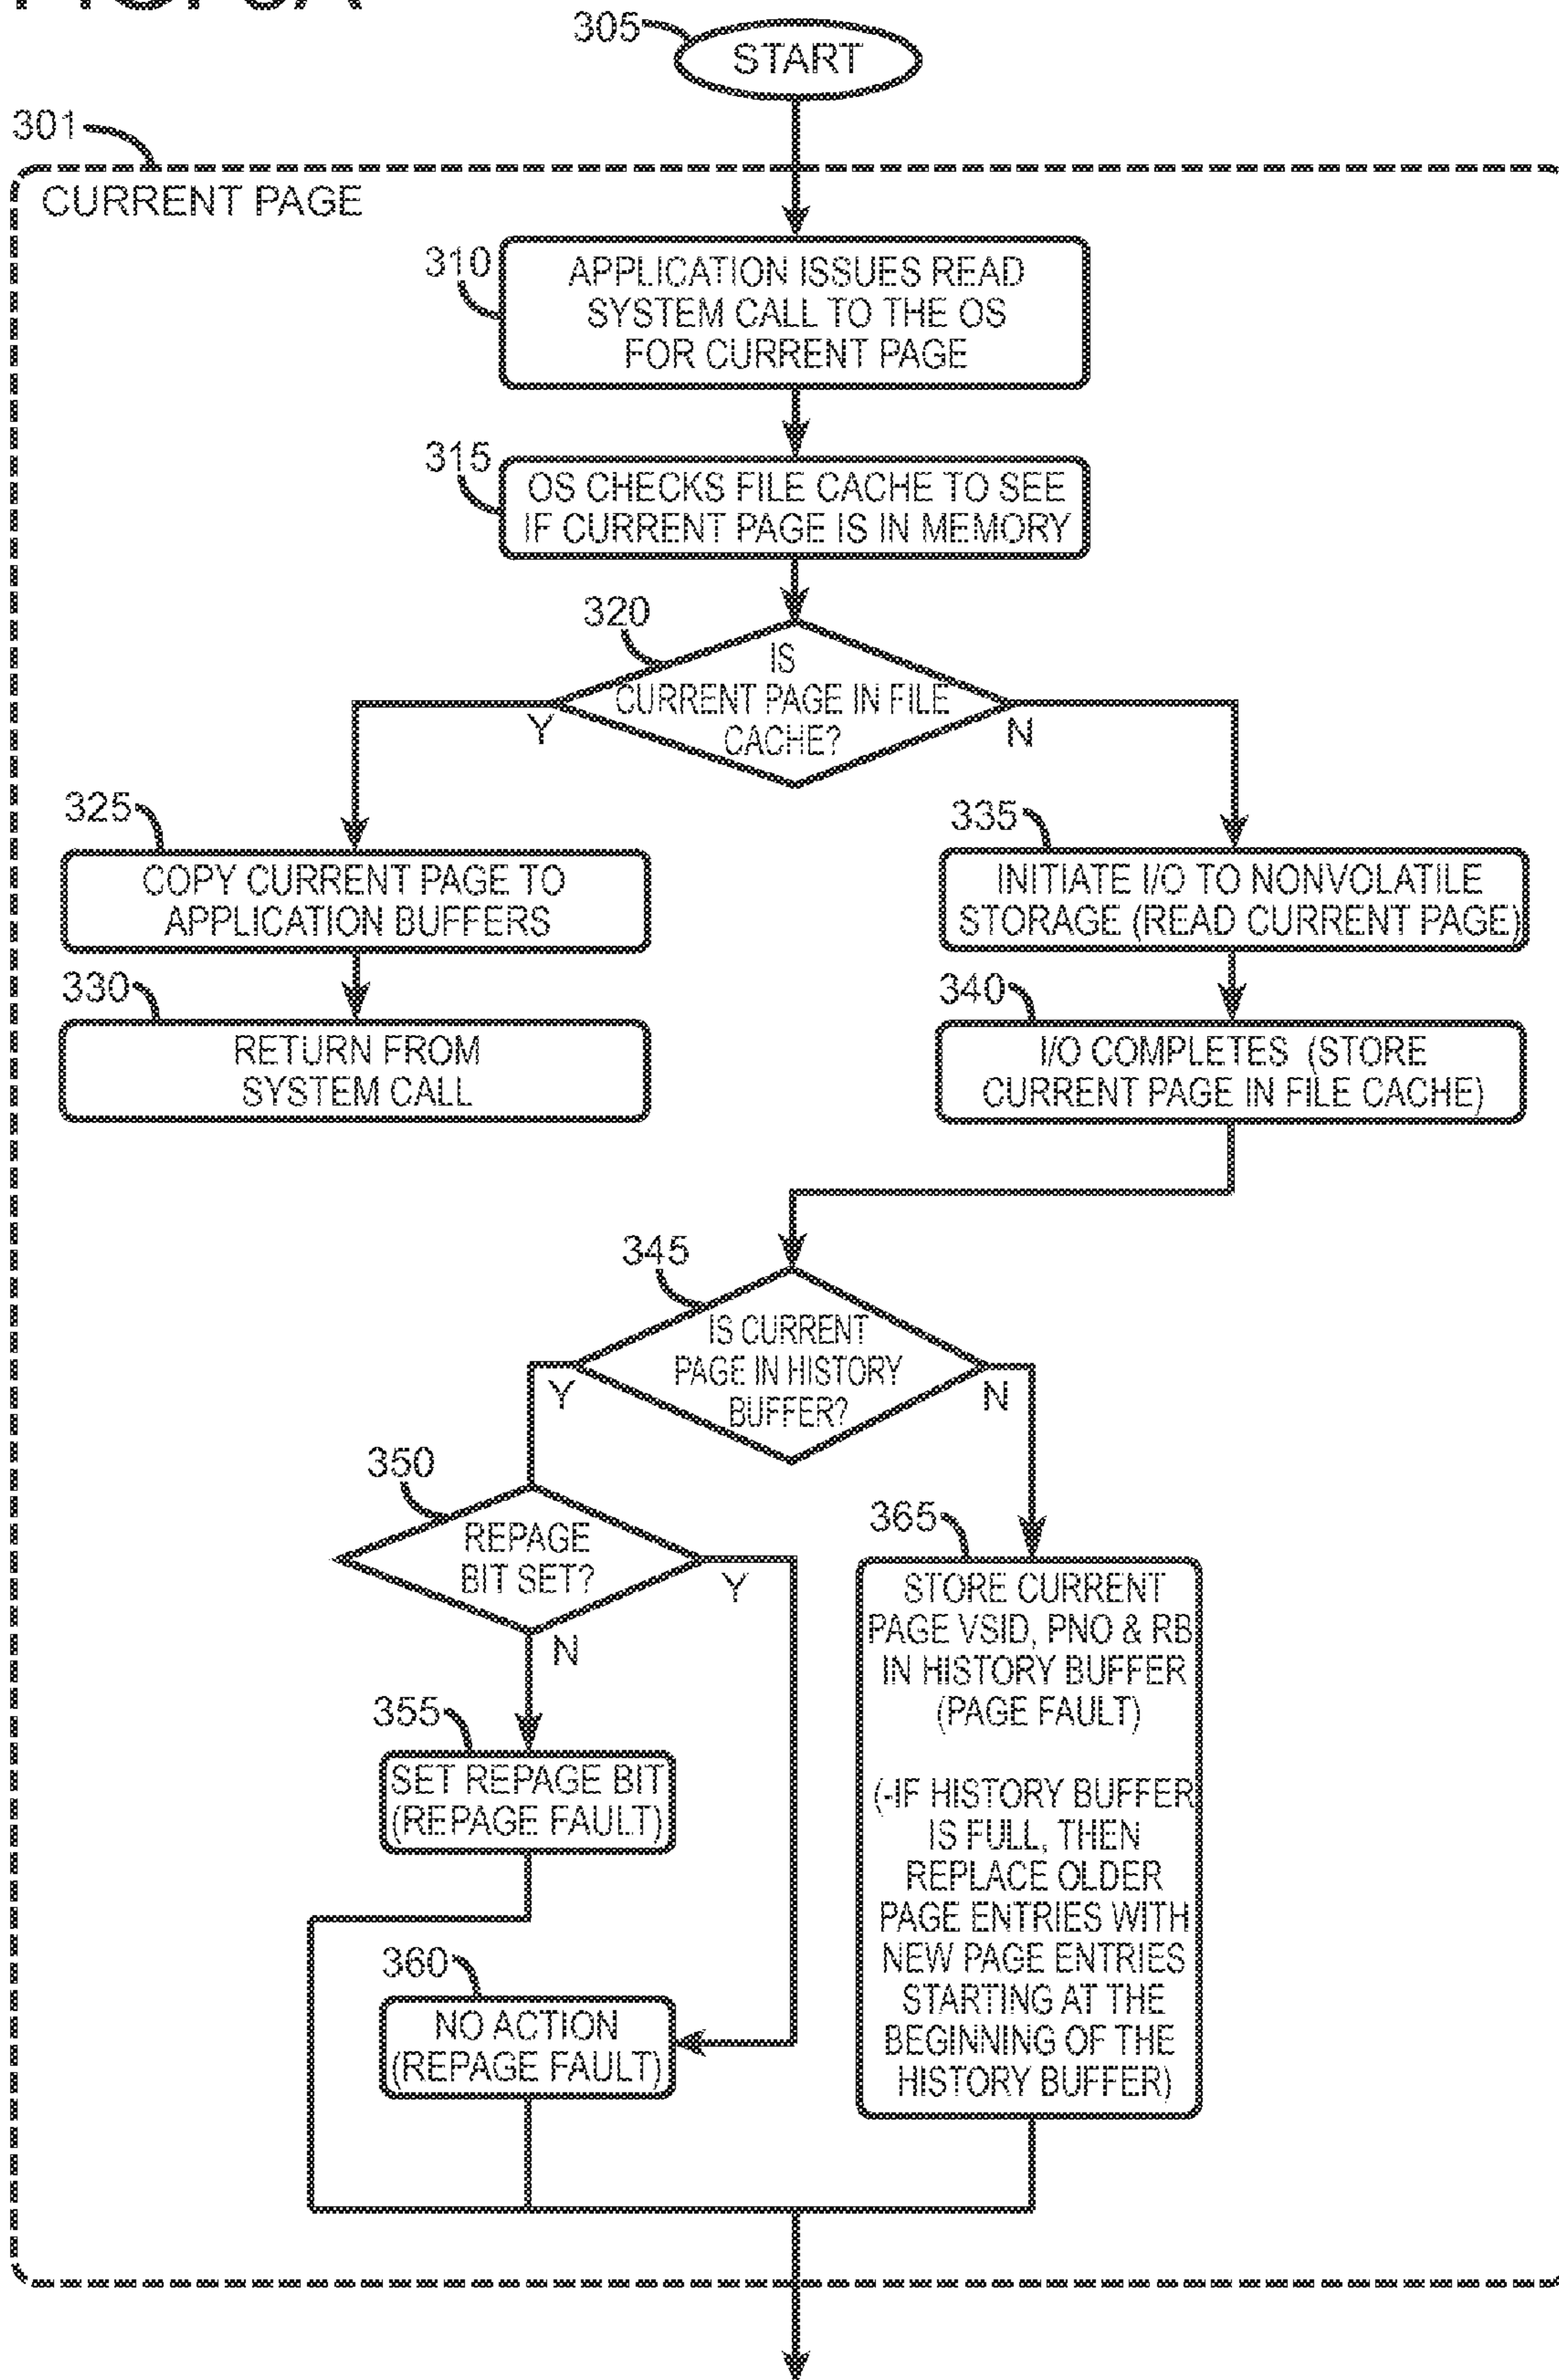 305
START
301
CURRENT PAGE
310
APPLICATION ISSUES READ
SYSTEM CALL TO THE OS
FOR CURRENT PAGE
315
OS CHECKS FILE CACHE TO SEE
IF CURRENT PAGE IS IN MEMORY
320
IS
CURRENT PAGE IN FILE
CACHE?
Y
N
325
COPY CURRENT PAGE TO
APPLICATION BUFFERS
335
INITIATE I/O TO NONVOLATILE
STORAGE (READ CURRENT PAGE)
330
RETURN FROM
SYSTEM CALL
340
I/O COMPLETES (STORE
CURRENT PAGE IN FILE CACHE)
345
IS CURRENT
PAGE IN HISTORY
BUFFER?
Y
N
350
REPAGE
BIT SET?
Y
N
355
SET REPAGE BIT
(REPAGE FAULT)
360
NO ACTION
(REPAGE FAULT)
365
STORE CURRENT
PAGE VSID, PNO & RB
IN HISTORY BUFFER
(PAGE FAULT)
(-IF HISTORY BUFFER
IS FULL, THEN
REPLACE OLDER
PAGE ENTRIES WITH
NEW PAGE ENTRIES
STARTING AT THE
BEGINNING OF THE
HISTORY BUFFER)